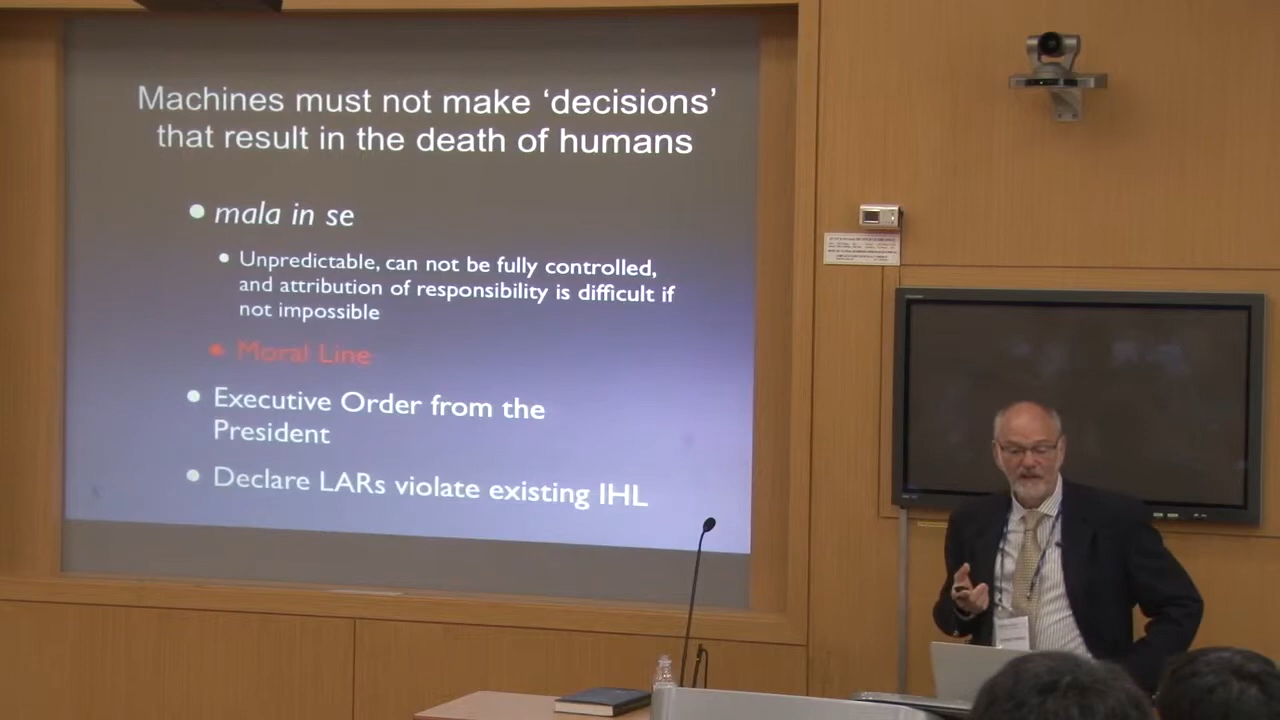 Machines must not make ‘decisions’
that result in the death of humans
• mala in se
• Unpredictable, can not be fully controlled,
and attribution of responsibility is difficult if
not impossible
• Moral Line
• Executive Order from the
President
• Declare LARs violate existing IHL